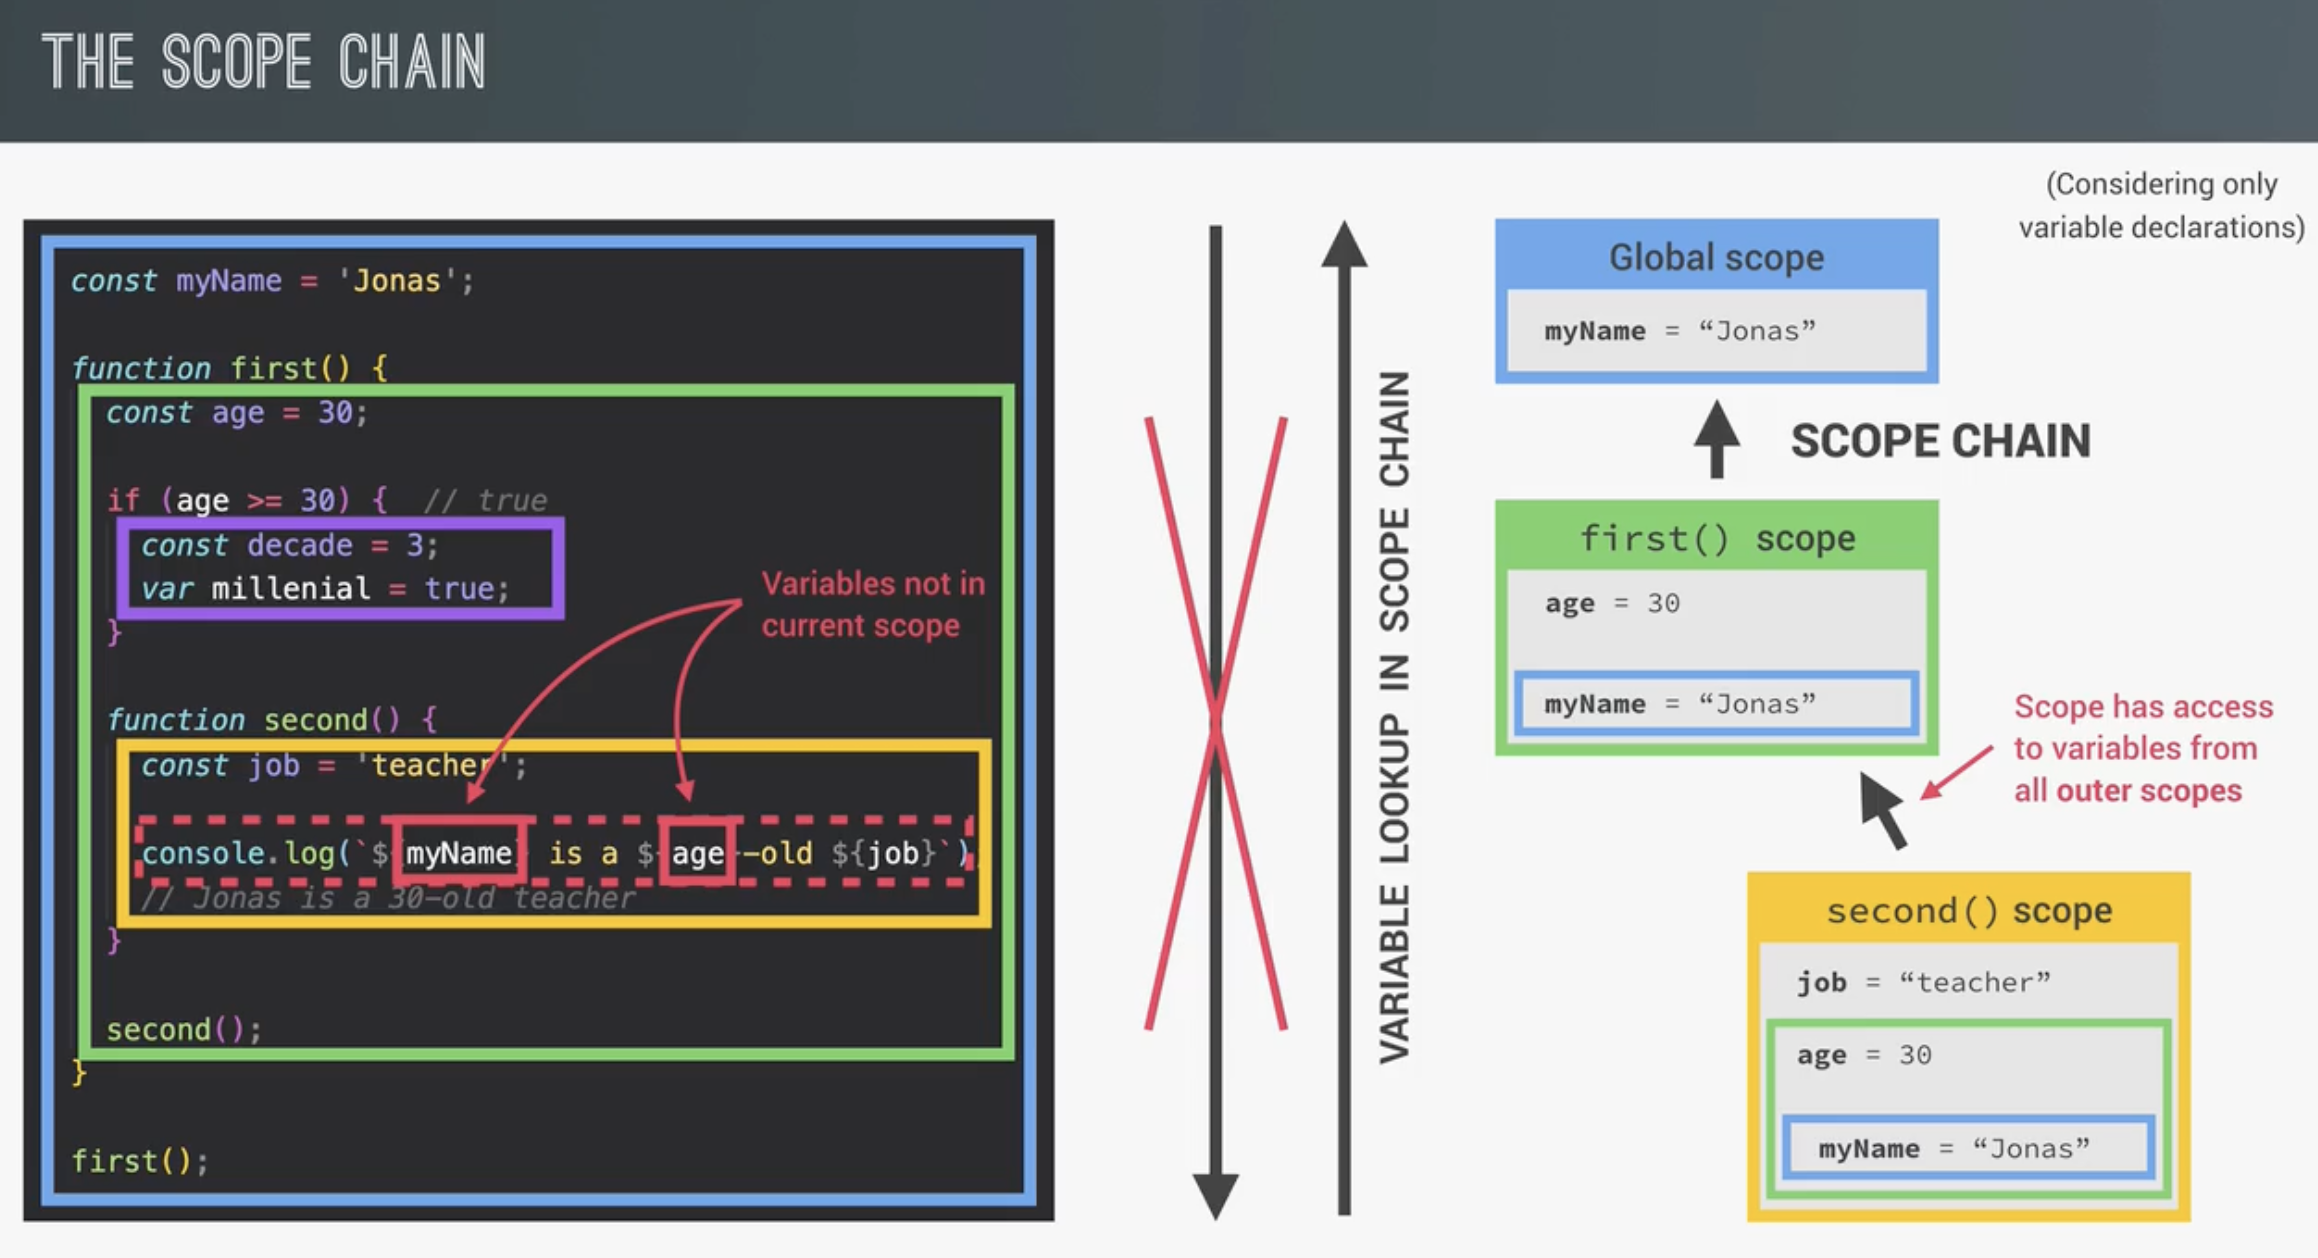 THE SCOPE CHAIN
(Considering only
variable declarations)
const myName = 'Jonas';
function first() {
const age = 30;
if (age >= 30) { // true
const decade = 3;
var millenial = true;
}
Variables not in
current scope
function second() {
const job = 'teacher';
console.log(`${myName} is a ${age}-old ${job}`)
// Jonas is a 30-old teacher
}
second();
}
first();
VARIABLE LOOKUP IN SCOPE CHAIN
Global scope
myName = “Jonas”
SCOPE CHAIN
first() scope
age = 30
myName = “Jonas”
Scope has access
to variables from
all outer scopes
second() scope
job = “teacher”
age = 30
myName = “Jonas”